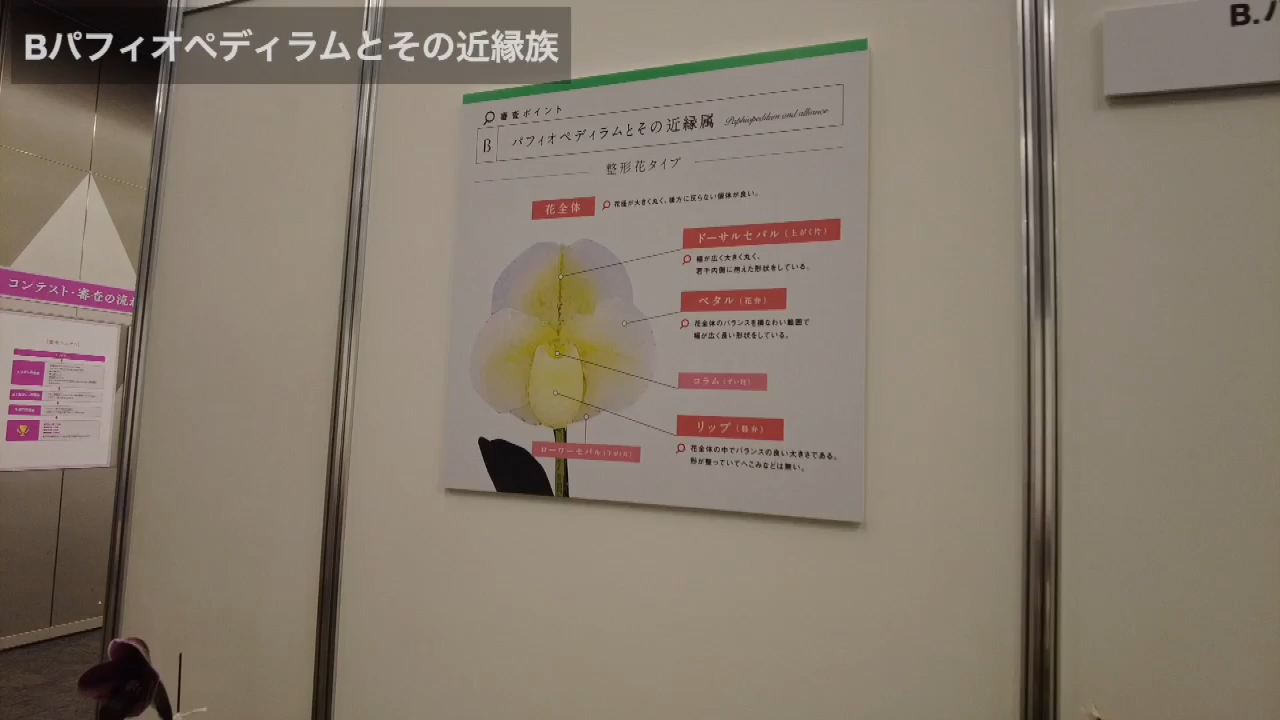 Bパフィオペディラムとその近縁族
B.
審査ポイント
B
パフィオペディラムとその近縁属 Paphiopedilum and alliance
整形花タイプ
花全体
花径が大きく丸く、後方に反らない個体が良い。
ドーサルセパル(上がく片)
幅が広く大きく丸く、
若干内側に抱えた形状をしている。
ペタル(花弁)
花全体のバランスを損なわい範囲で
幅が広く良い形状をしている。
コラム(ずい柱)
リップ(唇弁)
花全体の中でバランスの良い大きさである。
形が整っていてへこみなどは無い。
ローワーセパル(下がく片)
コンテスト・審査の流れ